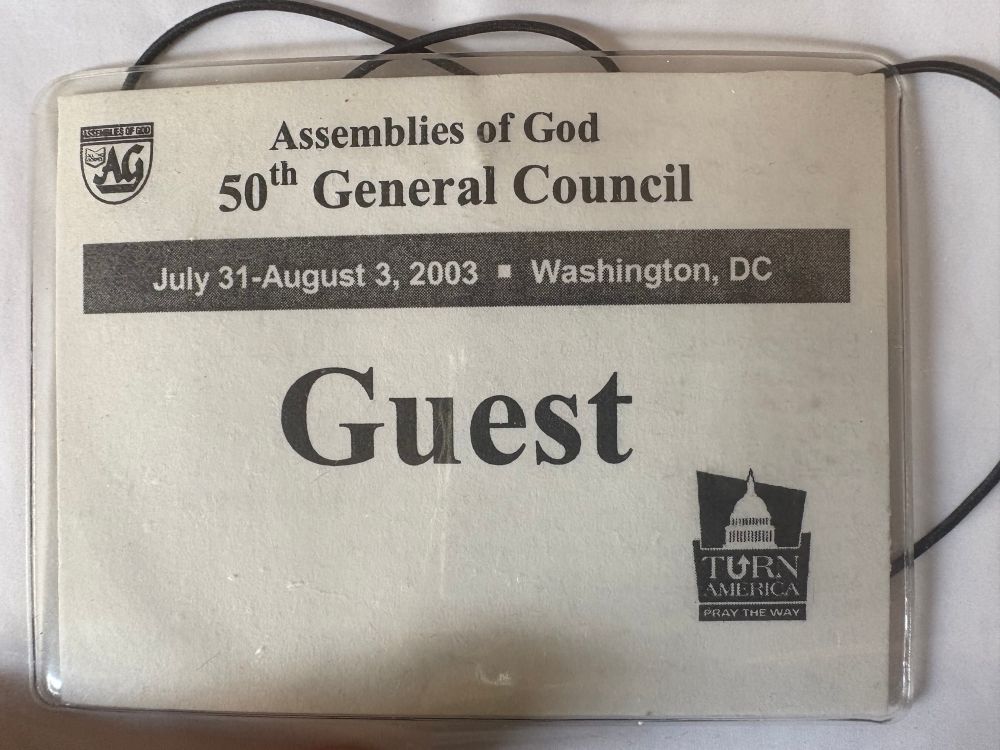 ASSEMBLIES OF GOD
AG
Assemblies of God
50th General Council
July 31-August 3, 2003 ▪ Washington, DC
Guest
TURN
AMERICA
PRAY THE WAY